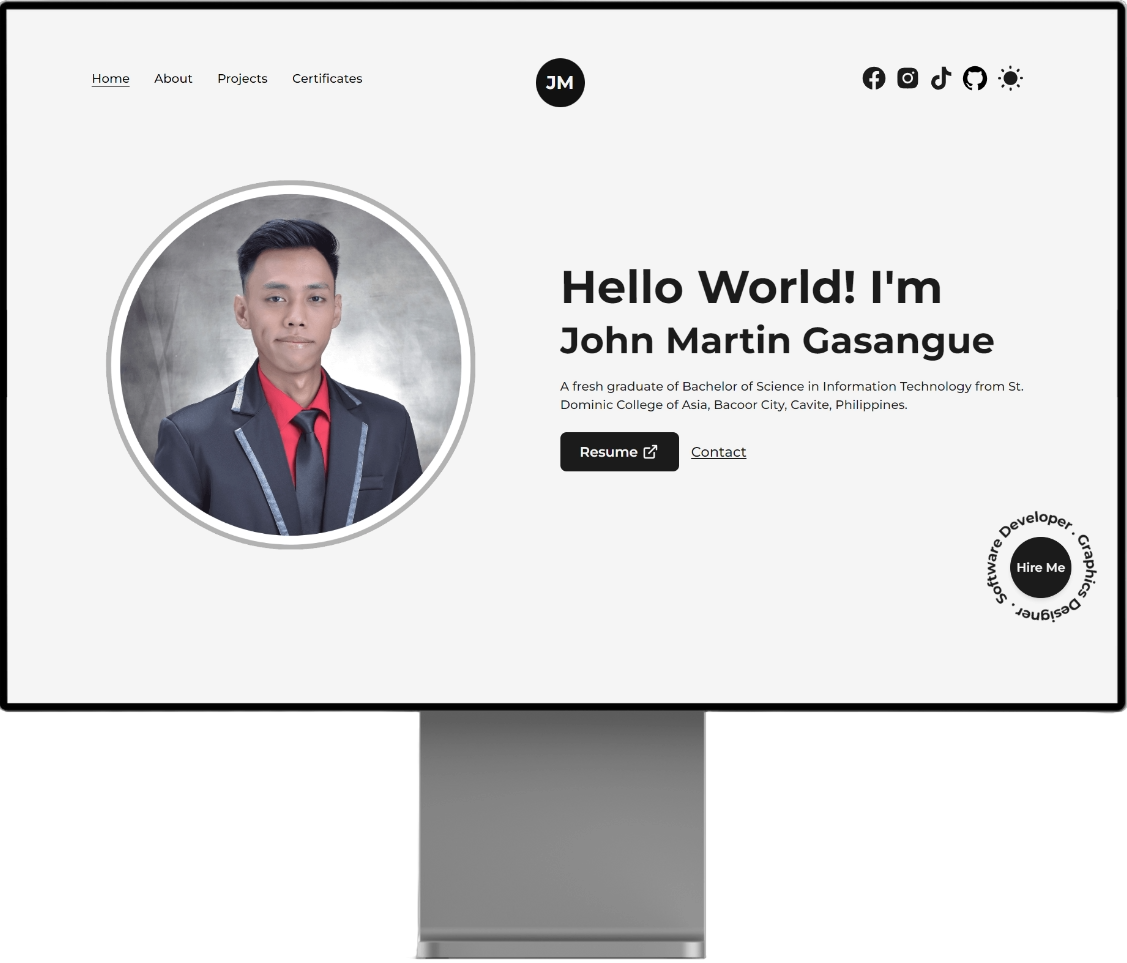 Home About Projects Certificates
JM
Hello World! I'm
John Martin Gasangue
A fresh graduate of Bachelor of Science in Information Technology from St.
Dominic College of Asia, Bacoor City, Cavite, Philippines.
Resume Contact
Software Developer . Graphics Designer .
Hire Me